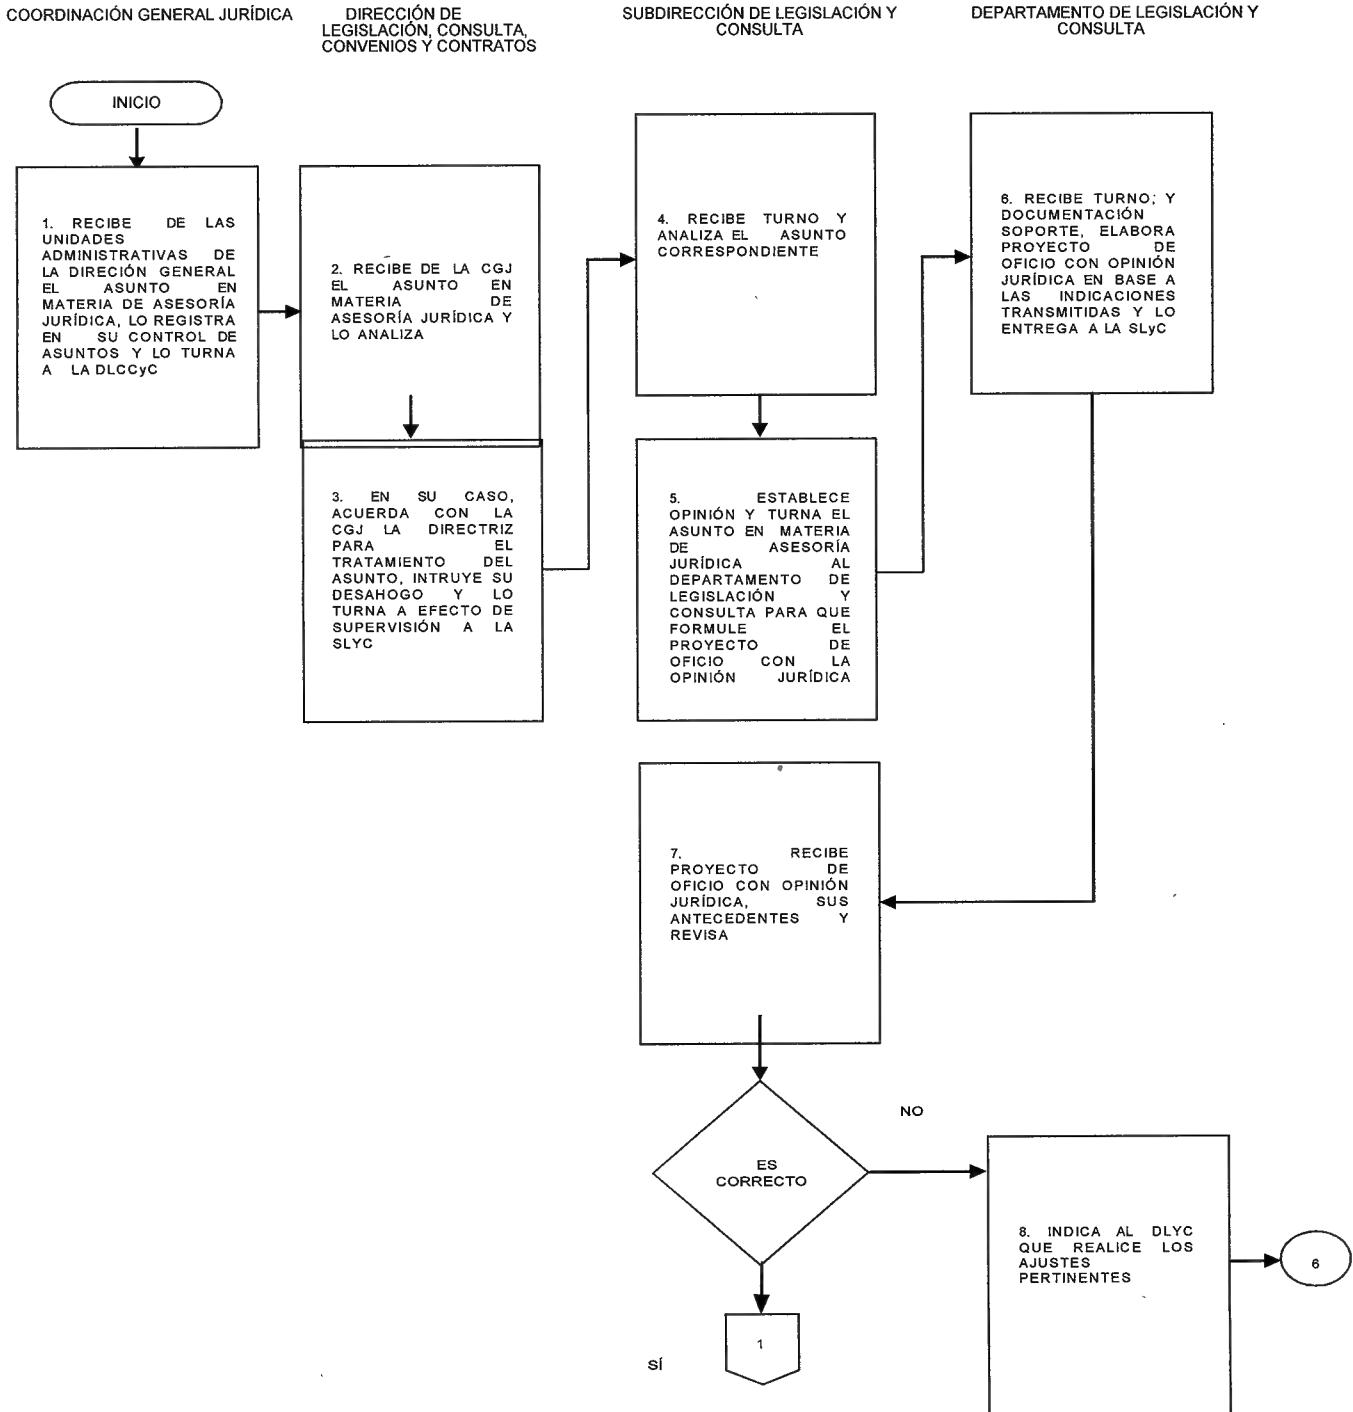 COORDINACIÓN GENERAL JURÍDICA
DIRECCIÓN DE
LEGISLACIÓN, CONSULTA,
CONVENIOS Y CONTRATOS
SUBDIRECCIÓN DE LEGISLACIÓN Y
CONSULTA
DEPARTAMENTO DE LEGISLACIÓN Y
CONSULTA
INICIO
1. RECIBE DE LAS
UNIDADES
ADMINISTRATIVAS DE
LA DIRECIÓN GENERAL
EL ASUNTO EN
MATERIA DE ASESORÍA
JURÍDICA, LO REGISTRA
EN SU CONTROL DE
ASUNTOS Y LO TURNA
A LA DLCCyC
2. RECIBE DE LA CGJ
EL ASUNTO EN
MATERIA DE
ASESORÍA JURÍDICA Y
LO ANALIZA
3. EN SU CASO,
ACUERDA CON LA
CGJ LA DIRECTRIZ
PARA EL
TRATAMIENTO DEL
ASUNTO, INTRUYE SU
DESAHOGO Y LO
TURNA A EFECTO DE
SUPERVISIÓN A LA
SLYC
4. RECIBE TURNO Y
ANALIZA EL ASUNTO
CORRESPONDIENTE
5. ESTABLECE
OPINIÓN Y TURNA EL
ASUNTO EN MATERIA
DE ASESORÍA
JURÍDICA AL
DEPARTAMENTO DE
LEGISLACIÓN Y
CONSULTA PARA QUE
FORMULE EL
PROYECTO DE
OFICIO CON LA
OPINIÓN JURÍDICA
6. RECIBE TURNO; Y
DOCUMENTACIÓN
SOPORTE, ELABORA
PROYECTO DE
OFICIO CON OPINIÓN
JURÍDICA EN BASE A
LAS INDICACIONES
TRANSMITIDAS Y LO
ENTREGA A LA SLyC
7. RECIBE
PROYECTO DE
OFICIO CON OPINIÓN
JURÍDICA, SUS
ANTECEDENTES Y
REVISA
ES
CORRECTO
NO
8. INDICA AL DLYC
QUE REALICE LOS
AJUSTES
PERTINENTES
6
1
SÍ